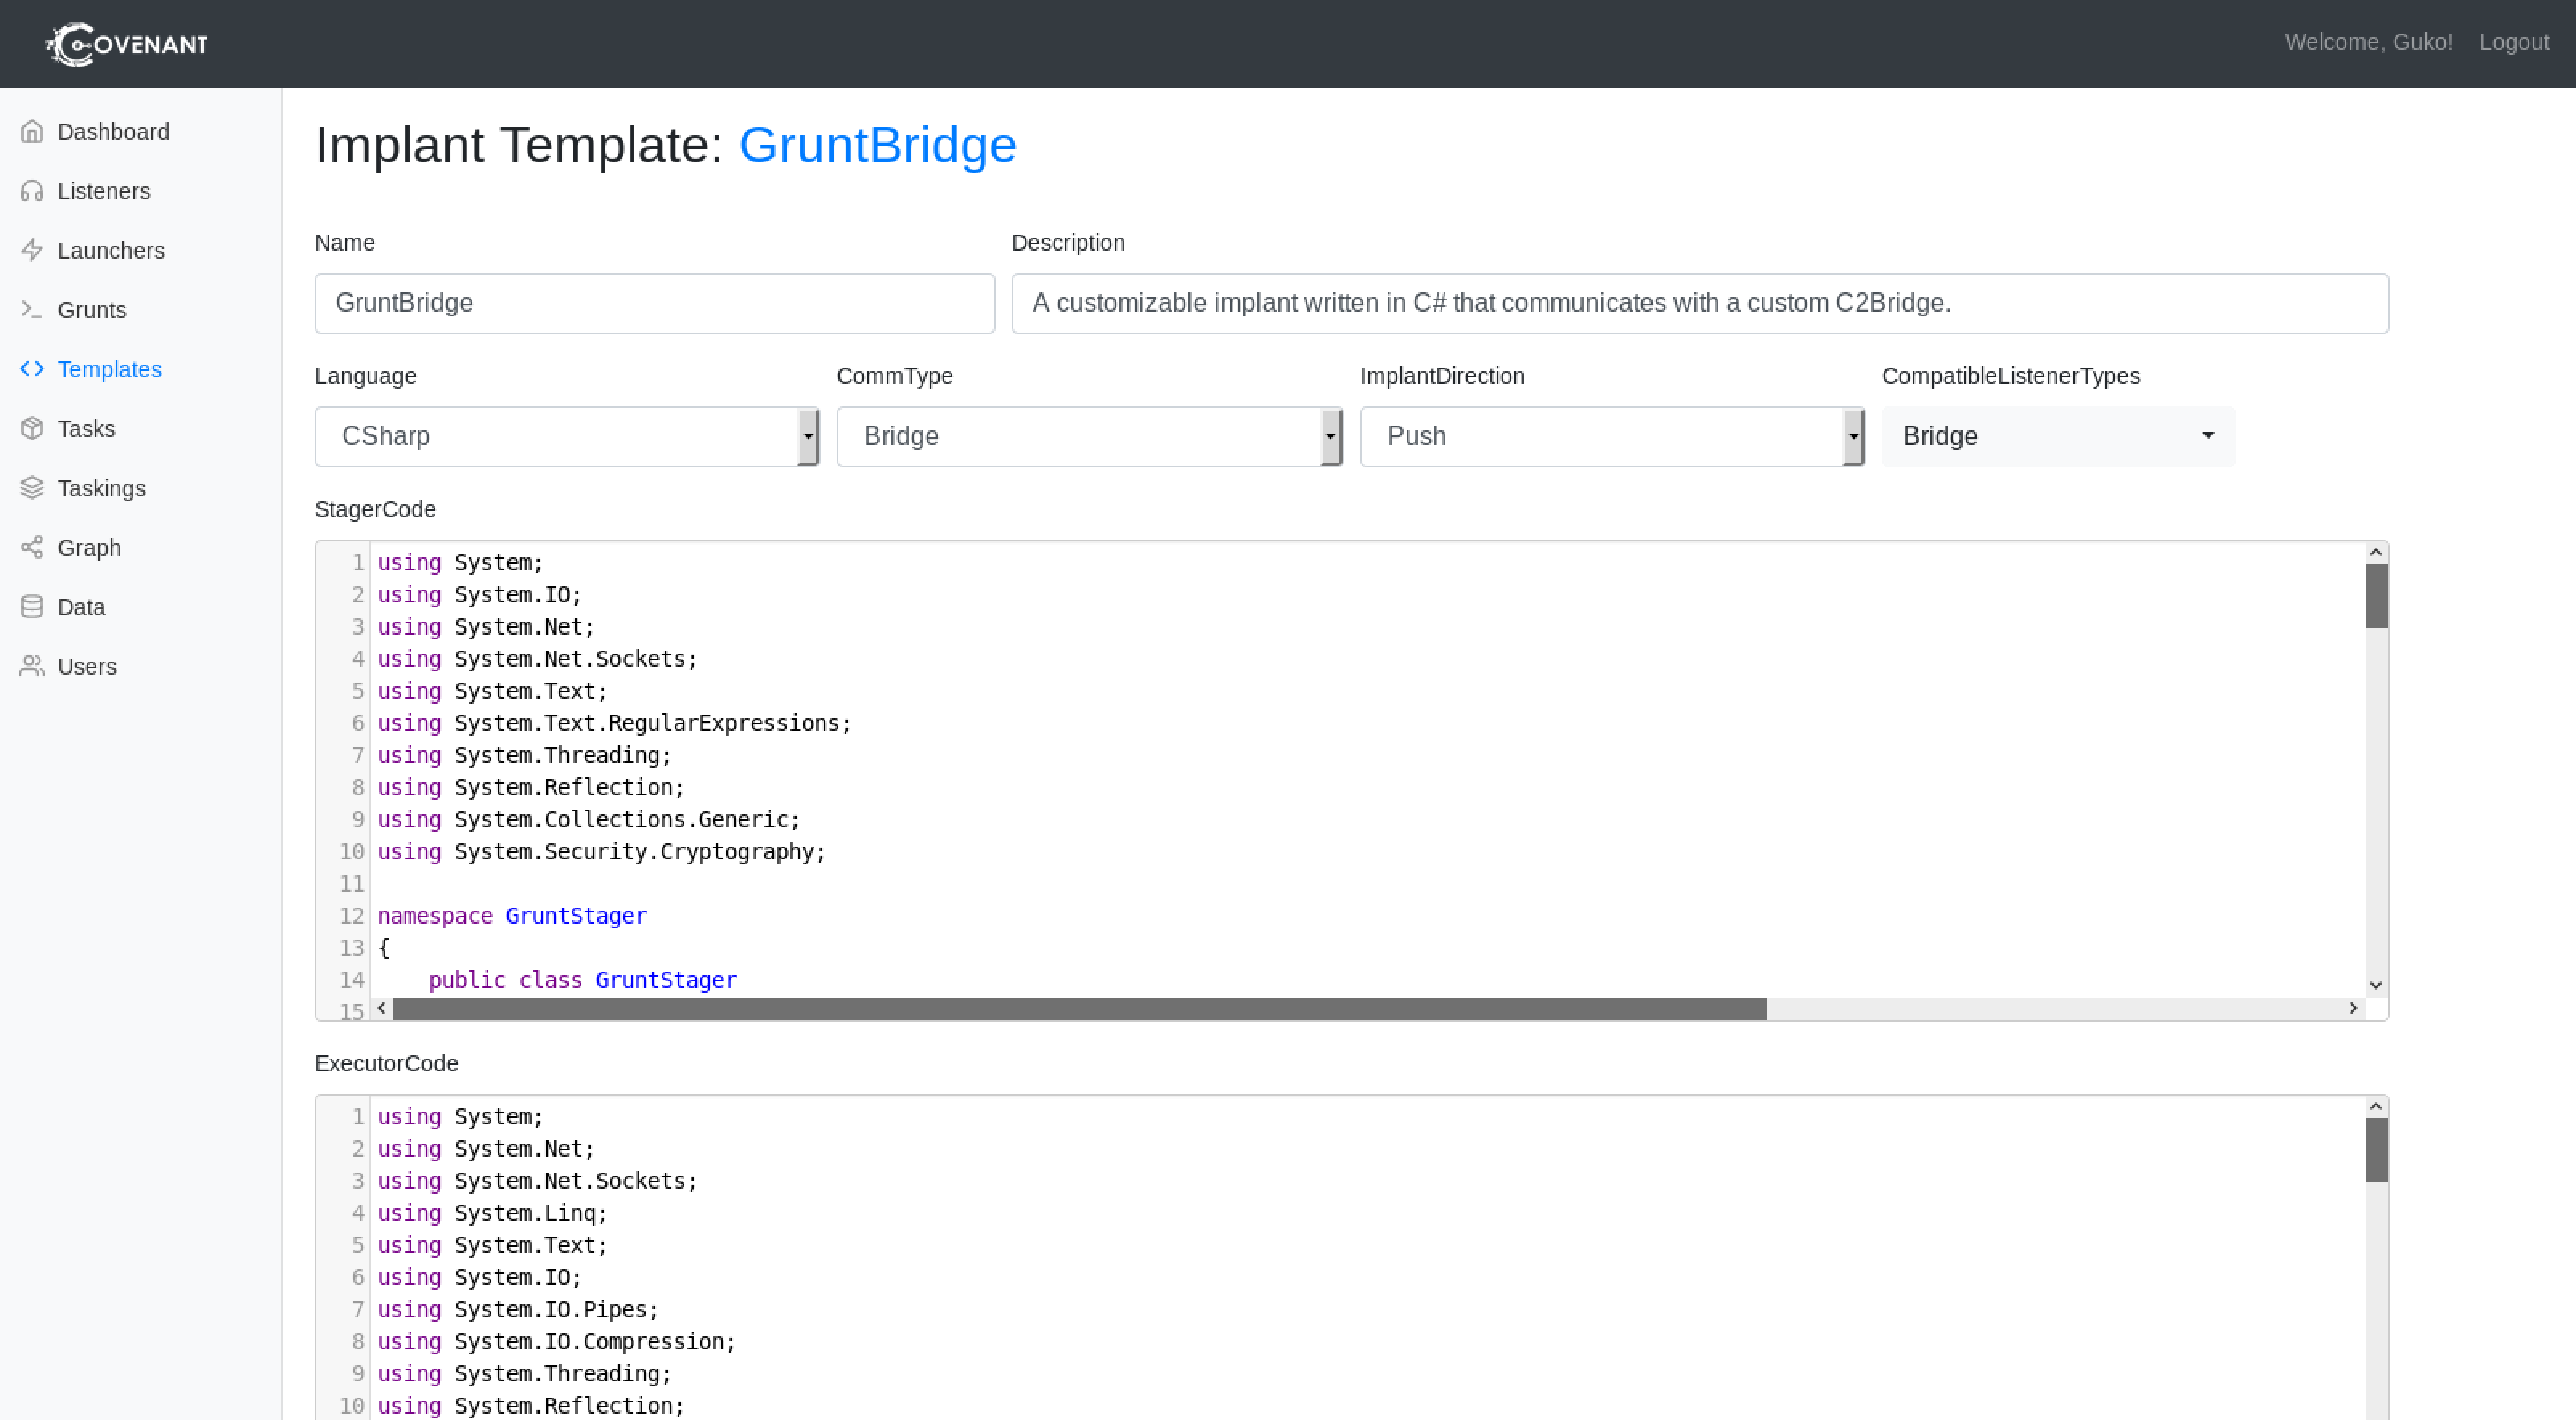 COVENANT
Welcome, Guko! Logout
Dashboard
Listeners
Launchers
Grunts
Templates
Tasks
Taskings
Graph
Data
Users
Implant Template: GruntBridge
Name Description
GruntBridge A customizable implant written in C# that communicates with a custom C2Bridge.
Language CommType ImplantDirection CompatibleListenerTypes
CSharp Bridge Push Bridge
StagerCode
1 using System;
2 using System.IO;
3 using System.Net;
4 using System.Net.Sockets;
5 using System.Text;
6 using System.Text.RegularExpressions;
7 using System.Threading;
8 using System.Reflection;
9 using System.Collections.Generic;
10 using System.Security.Cryptography;
11
12 namespace GruntStager
13 {
14 public class GruntStager
15
ExecutorCode
1 using System;
2 using System.Net;
3 using System.Net.Sockets;
4 using System.Linq;
5 using System.Text;
6 using System.IO;
7 using System.IO.Pipes;
8 using System.IO.Compression;
9 using System.Threading;
10 using System.Reflection;